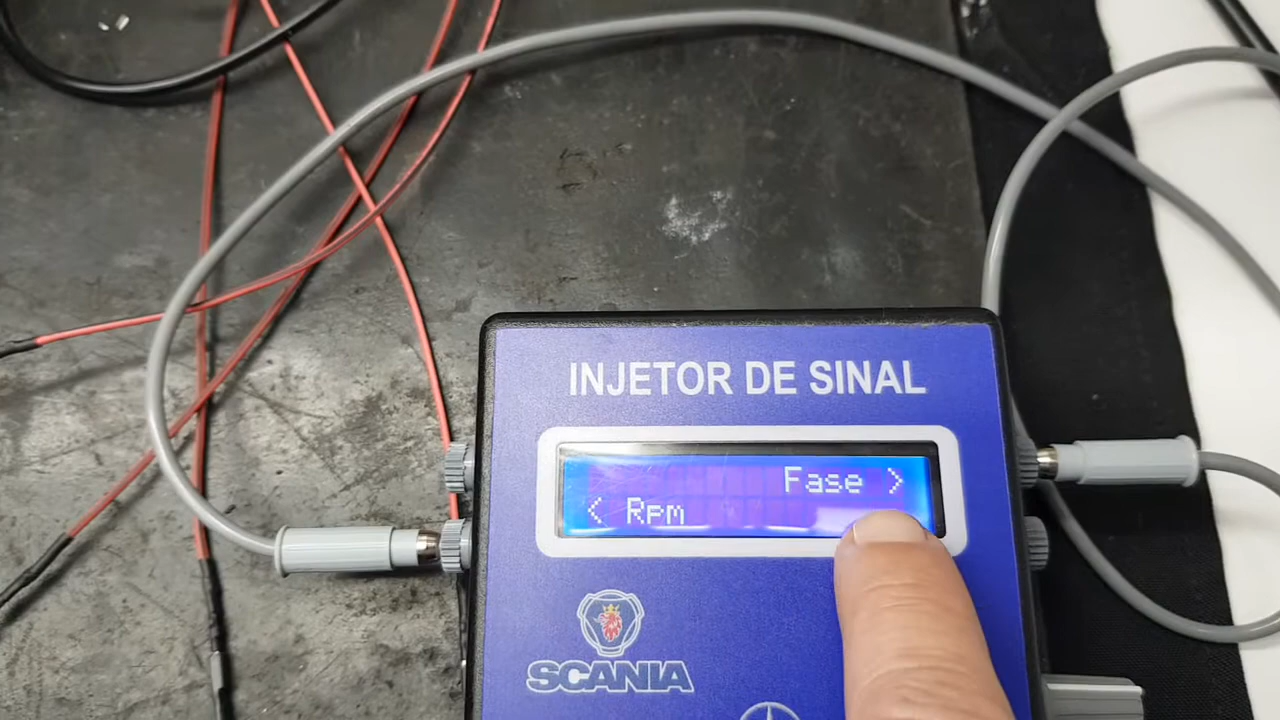 INJETOR DE SINAL
Fase >
< Rpm
SCANIA